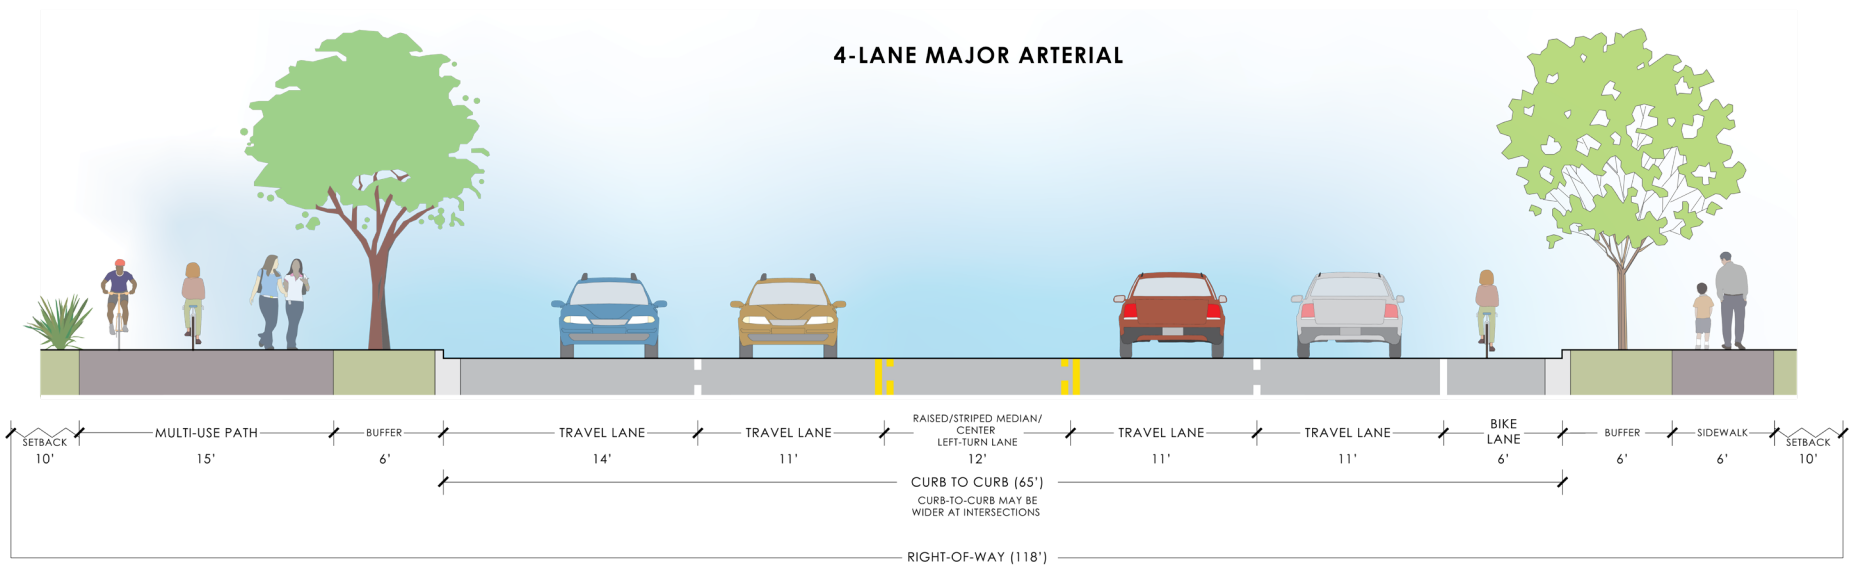 4-LANE MAJOR ARTERIAL
SETBACK
10'
MULTI-USE PATH
15'
BUFFER
6'
TRAVEL LANE
14'
TRAVEL LANE
11'
RAISED/STRIPED MEDIAN/
CENTER
LEFT-TURN LANE
12'
TRAVEL LANE
11'
TRAVEL LANE
11'
BIKE
LANE
6'
BUFFER
6'
SIDEWALK
6'
SETBACK
10'
CURB TO CURB (65')
CURB-TO-CURB MAY BE
WIDER AT INTERSECTIONS
RIGHT-OF-WAY (118')